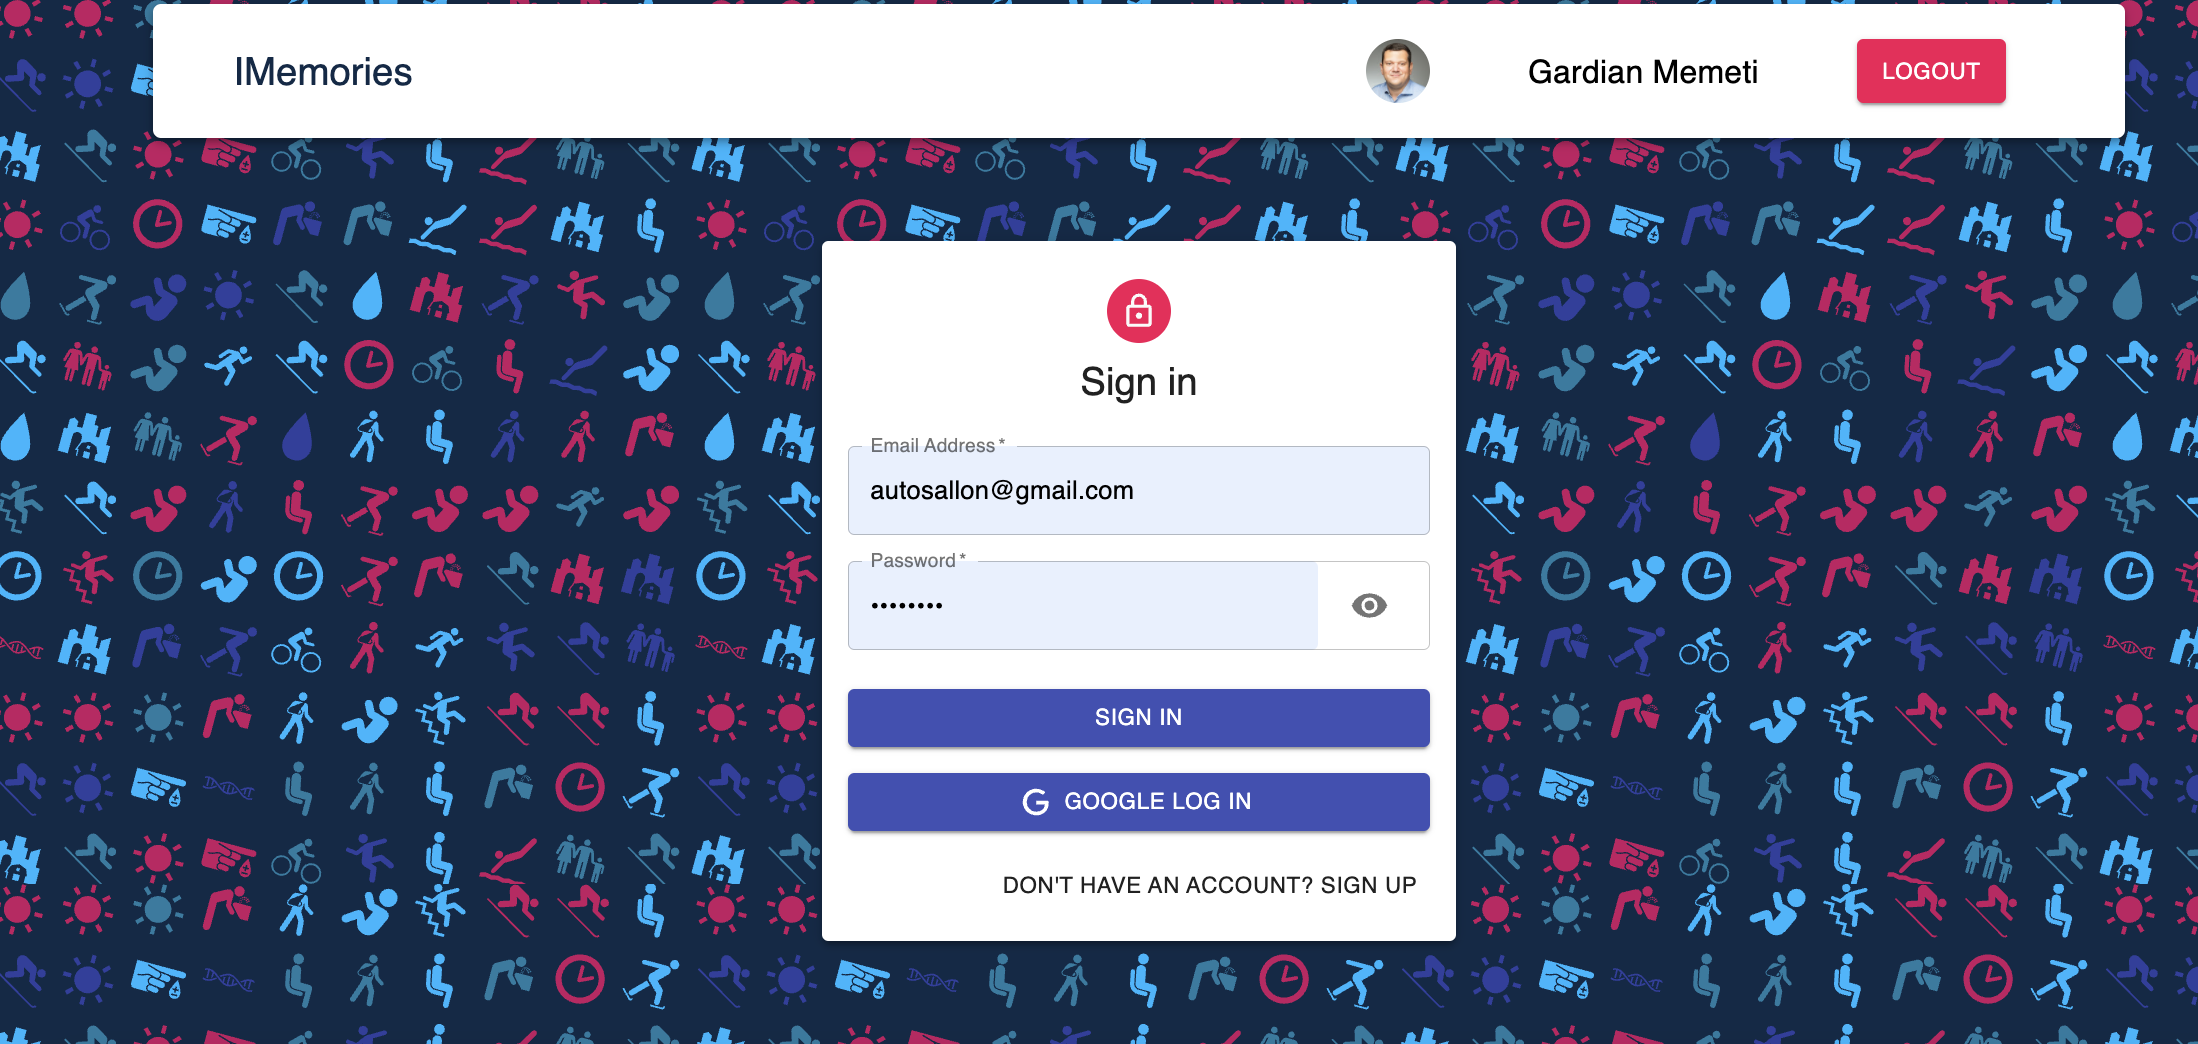 IMemories
Gardian Memeti
LOGOUT
Sign in
Email Address *
autosallon@gmail.com
Password *
••••••••
SIGN IN
GOOGLE LOG IN
DON'T HAVE AN ACCOUNT? SIGN UP